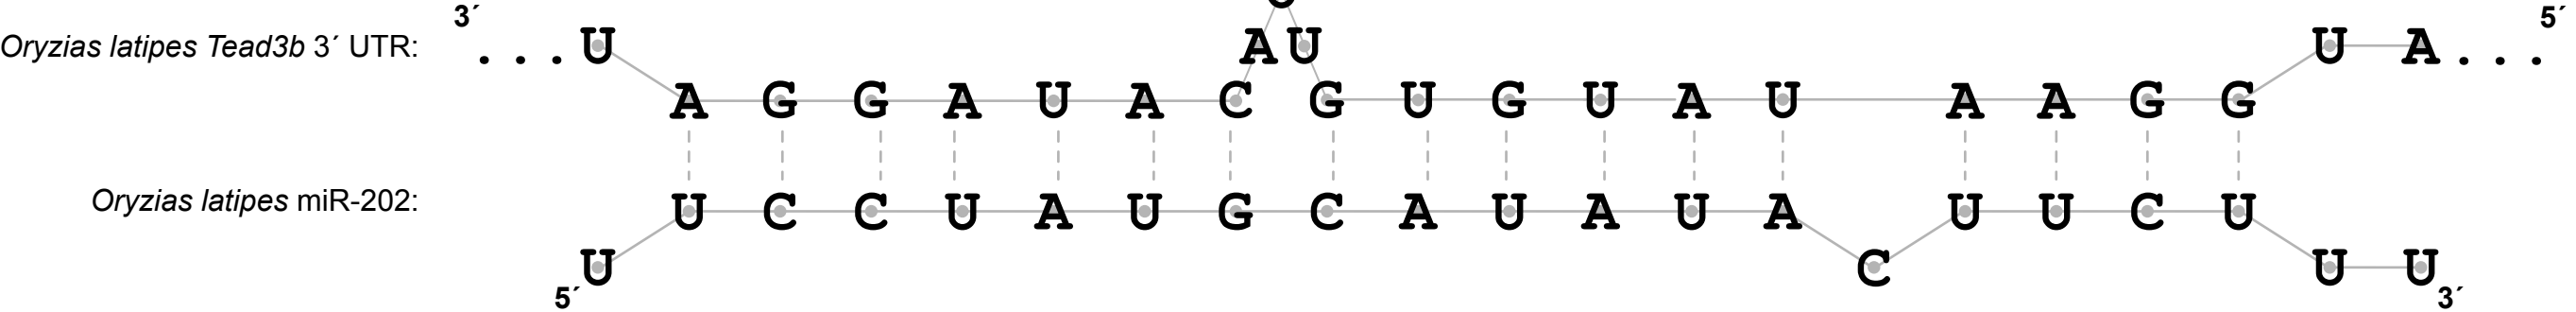 3´ 5´
Oryzias latipes Tead3b 3´ UTR: . . . U A U U A . . .
A G G A U A C G U G U A U A A G G
Oryzias latipes miR-202: U C C U A U G C A U A U A U U C U
U C U U
5´ 3´